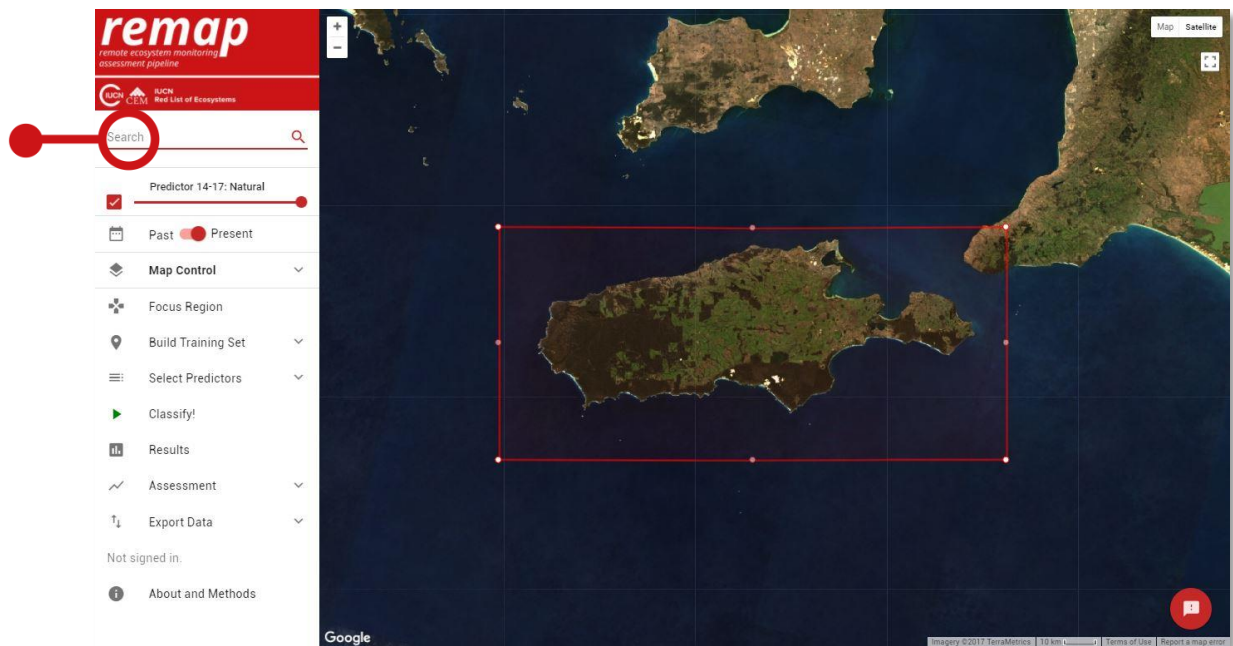 remap
remote ecosystem monitoring
assessment pipeline
IUCN
CEM
IUCN
Red List of Ecosystems
Search
Predictor 14-17: Natural
Past Present
Map Control
Focus Region
Build Training Set
Select Predictors
Classify!
Results
Assessment
Export Data
Not signed in.
About and Methods
+
−
Map Satellite
Google
Imagery ©2017 TerraMetrics 10 km Terms of Use Report a map error